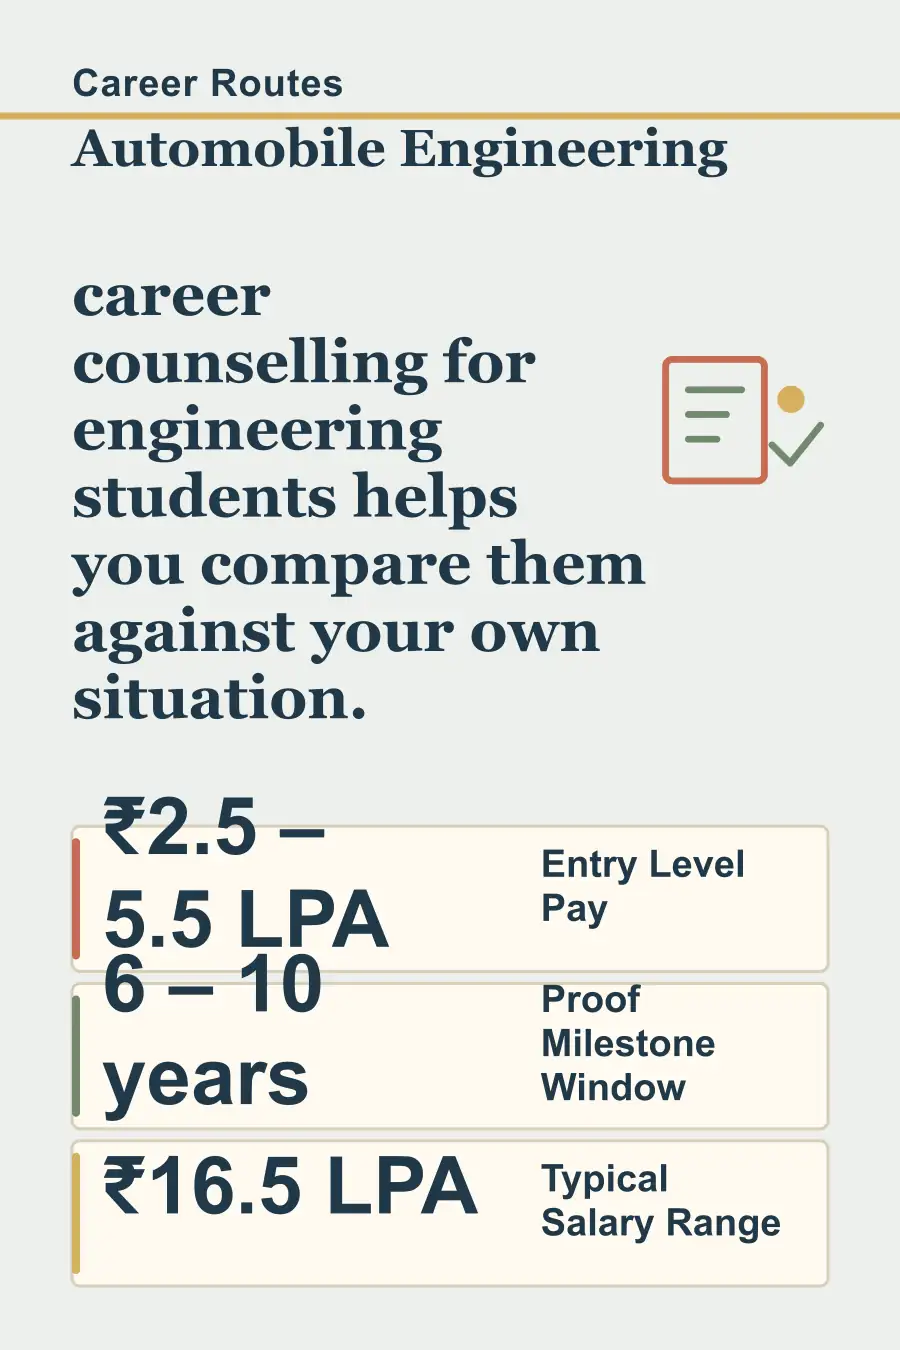 Career Routes
Automobile Engineering
career
counselling for
engineering
students helps
you compare them
against your own
situation.
₹2.5 –
5.5 LPA
Entry Level
Pay
6 – 10
years
Proof
Milestone
Window
₹16.5 LPA
Typical
Salary Range